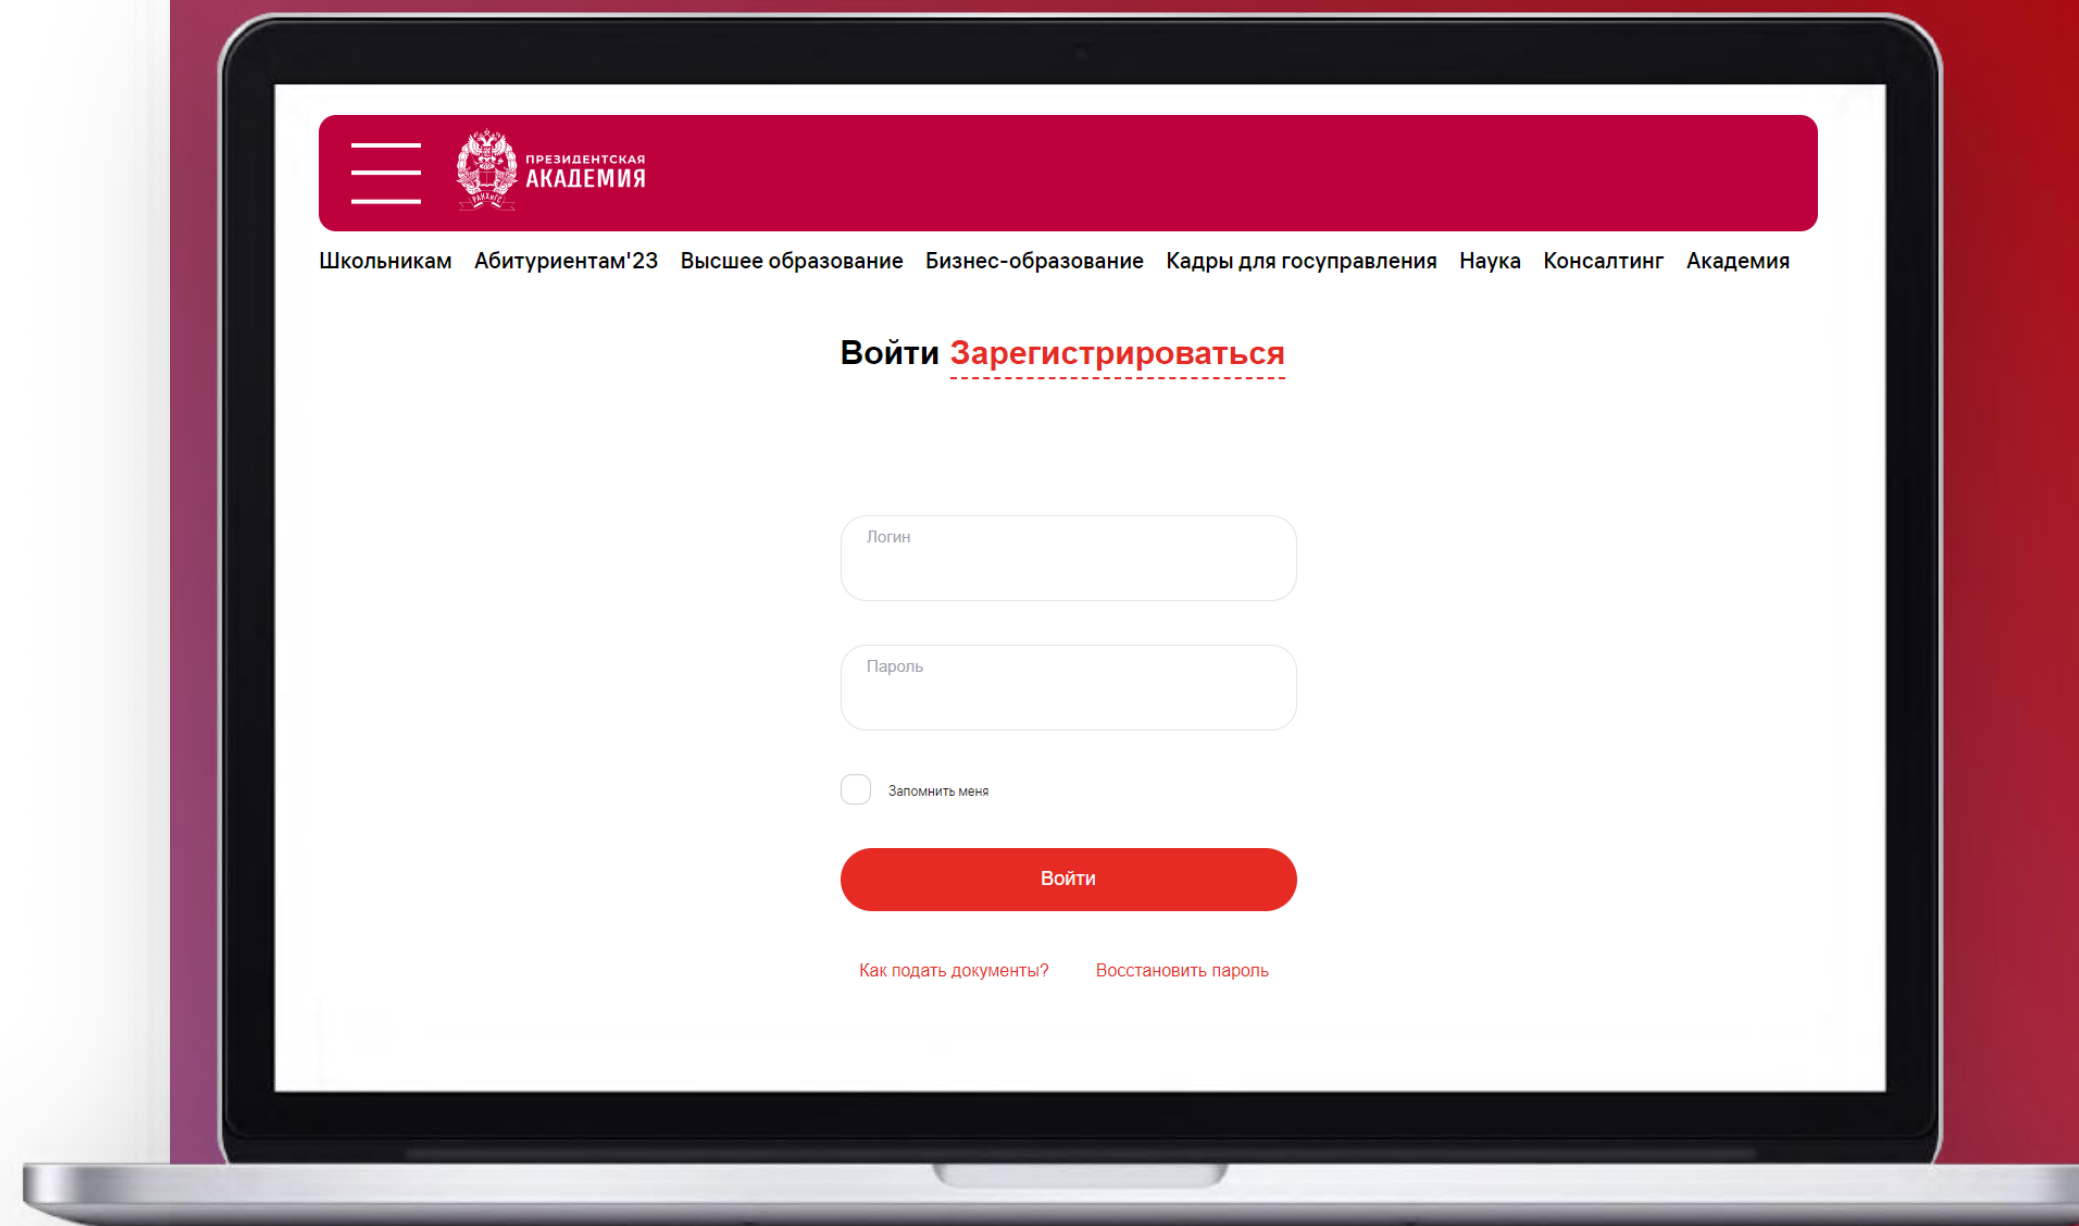 ПРЕЗИДЕНТСКАЯ
АКАДЕМИЯ
РАНХиГС
Школьникам Абитуриентам'23 Высшее образование Бизнес-образование Кадры для госуправления Наука Консалтинг Академия
Войти Зарегистрироваться
Логин
Пароль
Запомнить меня
Войти
Как подать документы? Восстановить пароль